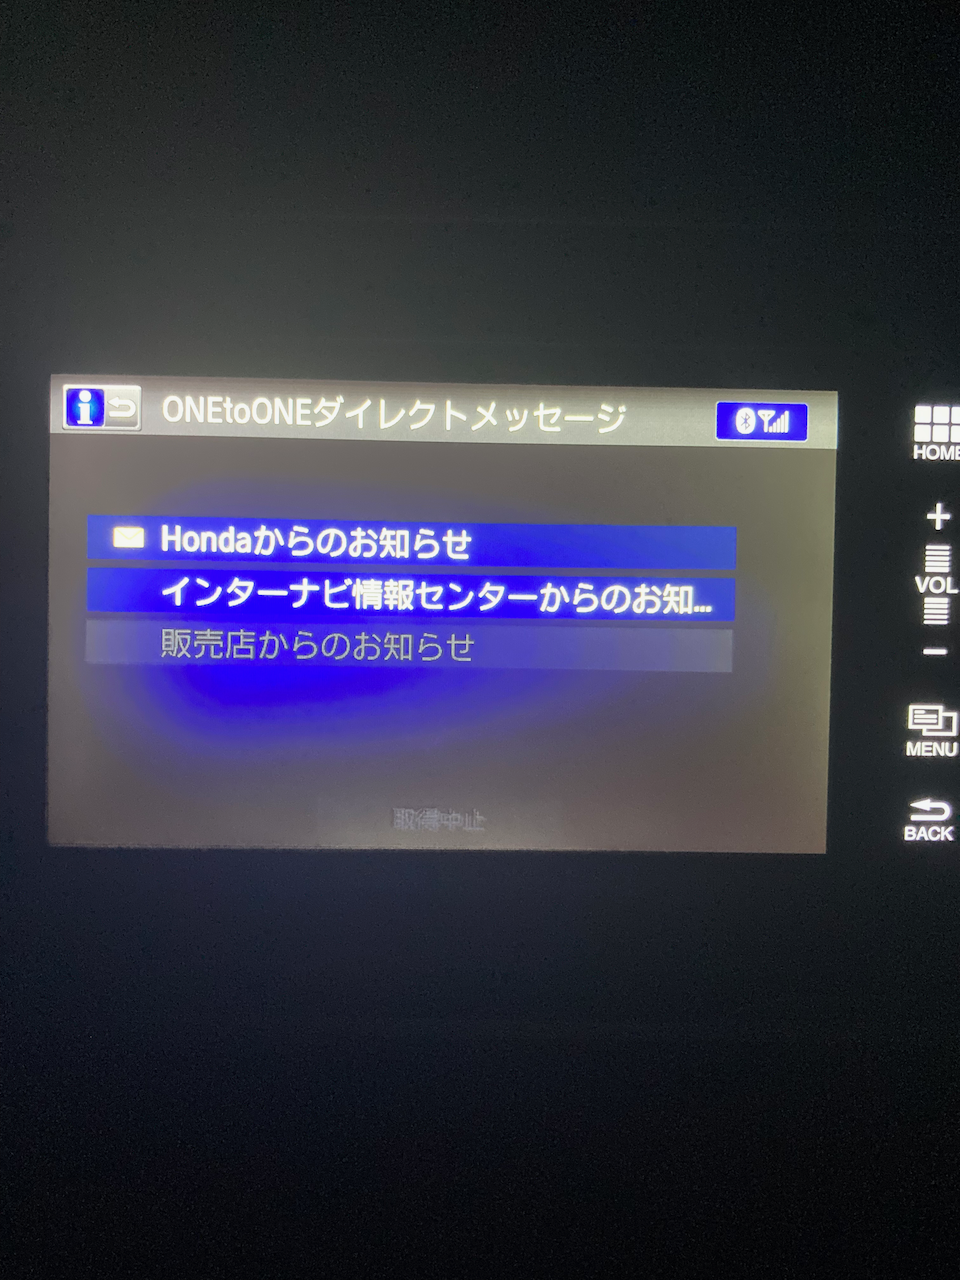 ONEtoONEダイレクトメッセージ
Hondaからのお知らせ
インターナビ情報センターからのお知...
販売店からのお知らせ
取得中止
HOME
+
VOL
−
MENU
BACK